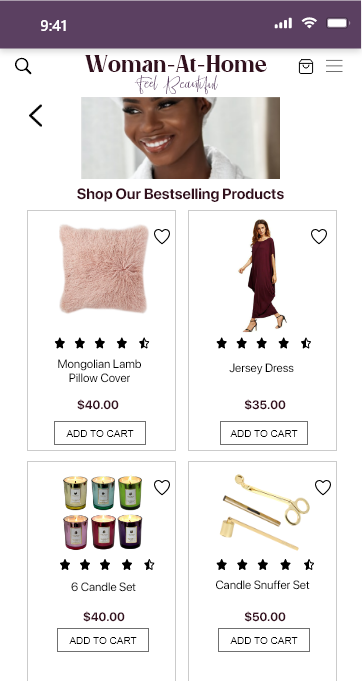 9:41
Woman-At-Home
Feel Beautiful
Shop Our Bestselling Products
Mongolian Lamb
Pillow Cover
$40.00
ADD TO CART
Jersey Dress
$35.00
ADD TO CART
6 Candle Set
$40.00
ADD TO CART
Candle Snuffer Set
$50.00
ADD TO CART